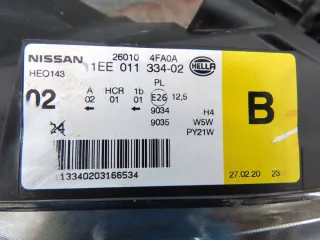 NISSAN 26010 4FA0A
HEO143 1EE 011 334-02 HELLA
PL
02 A HCR 1b E26 12,5
02 01 01
9034 H4
24 9035 W5W
PY21W
B
27.02.20 23
13340203166534